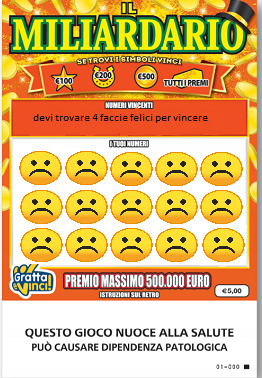 IL
MILIARDARIO
SE TROVI I SIMBOLI VINCI
€100
€200
€500
TUTTI I PREMI
NUMERI VINCENTI
devi trovare 4 faccie felici per vincere
I TUOI NUMERI
Gratta e vinci!
PREMIO MASSIMO 500.000 EURO
ISTRUZIONI SUL RETRO
€5,00
QUESTO GIOCO NUOCE ALLA SALUTE
PUÒ CAUSARE DIPENDENZA PATOLOGICA
01-000